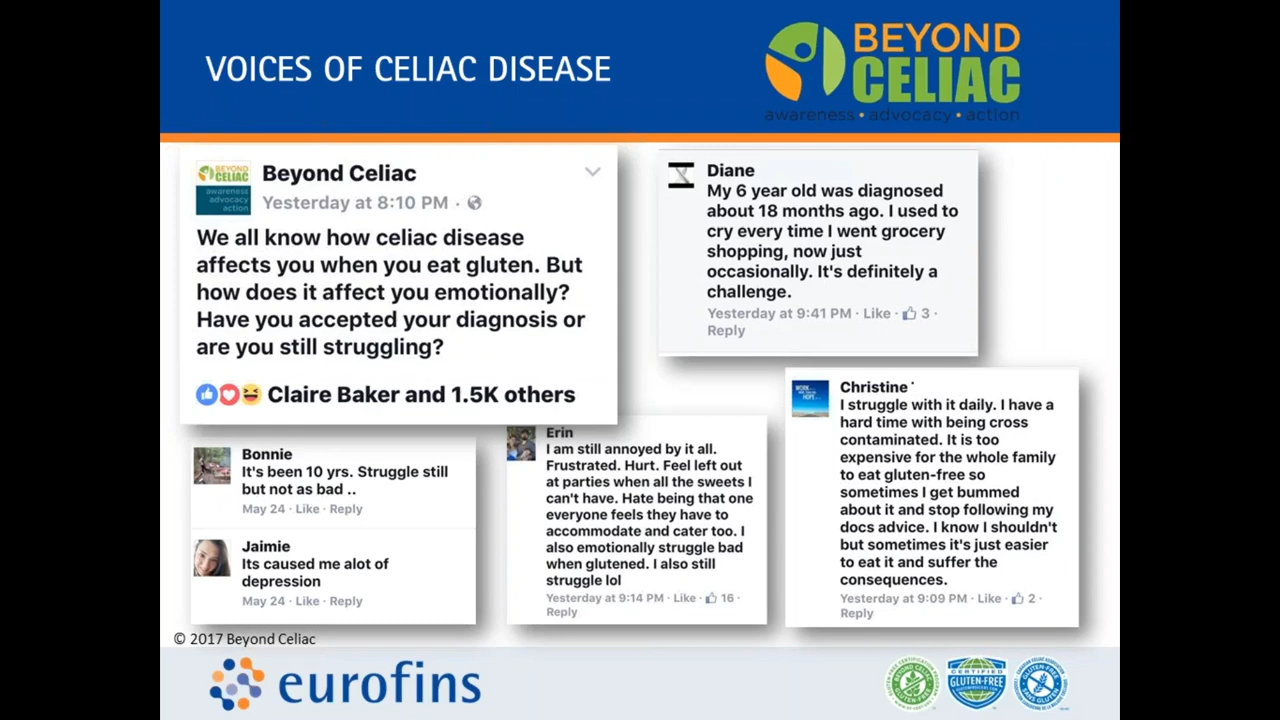 VOICES OF CELIAC DISEASE
BEYOND
CELIAC
awareness • advocacy • action
BEYOND
CELIAC
awareness
advocacy
action
Beyond Celiac
Yesterday at 8:10 PM ·
We all know how celiac disease
affects you when you eat gluten. But
how does it affect you emotionally?
Have you accepted your diagnosis or
are you still struggling?
Claire Baker and 1.5K others
Diane
My 6 year old was diagnosed
about 18 months ago. I used to
cry every time I went grocery
shopping, now just
occasionally. It's definitely a
challenge.
Yesterday at 9:41 PM · Like · 3 ·
Reply
Bonnie
It's been 10 yrs. Struggle still
but not as bad ..
May 24 · Like · Reply
Jaimie
Its caused me alot of
depression
May 24 · Like · Reply
Erin
I am still annoyed by it all.
Frustrated. Hurt. Feel left out
at parties when all the sweets I
can't have. Hate being that one
everyone feels they have to
accommodate and cater too. I
also emotionally struggle bad
when glutened. I also still
struggle lol
Yesterday at 9:14 PM · Like · 16 ·
Reply
WORK
HOPE
Christine
I struggle with it daily. I have a
hard time with being cross
contaminated. It is too
expensive for the whole family
to eat gluten-free so
sometimes I get bummed
about it and stop following my
docs advice. I know I shouldn't
but sometimes it's just easier
to eat it and suffer the
consequences.
Yesterday at 9:09 PM · Like · 2 ·
Reply
© 2017 Beyond Celiac
eurofins
CERTIFIED
GLUTEN-FREE